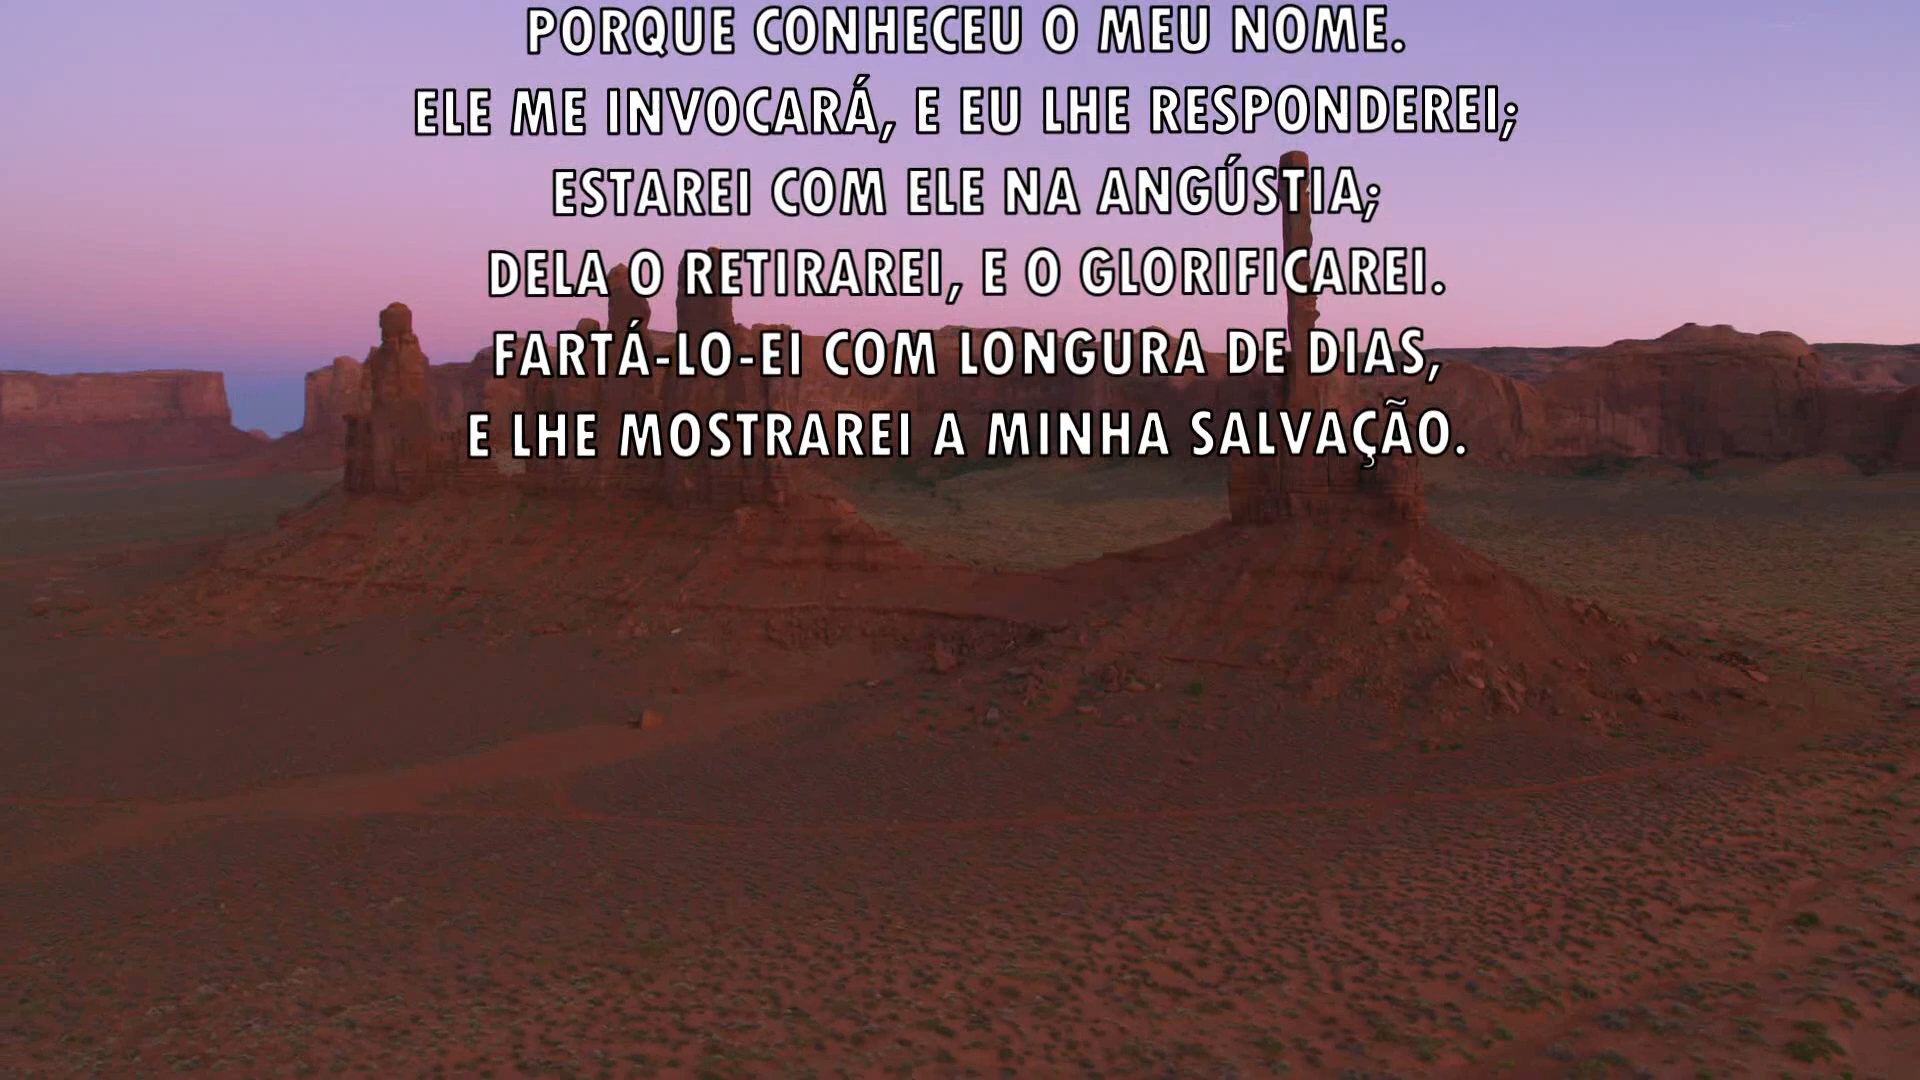 PORQUE CONHECEU O MEU NOME.
ELE ME INVOCARÁ, E EU LHE RESPONDEREI;
ESTAREI COM ELE NA ANGÚSTIA;
DELA O RETIRAREI, E O GLORIFICAREI.
FARTÁ-LO-EI COM LONGURA DE DIAS,
E LHE MOSTRAREI A MINHA SALVAÇÃO.